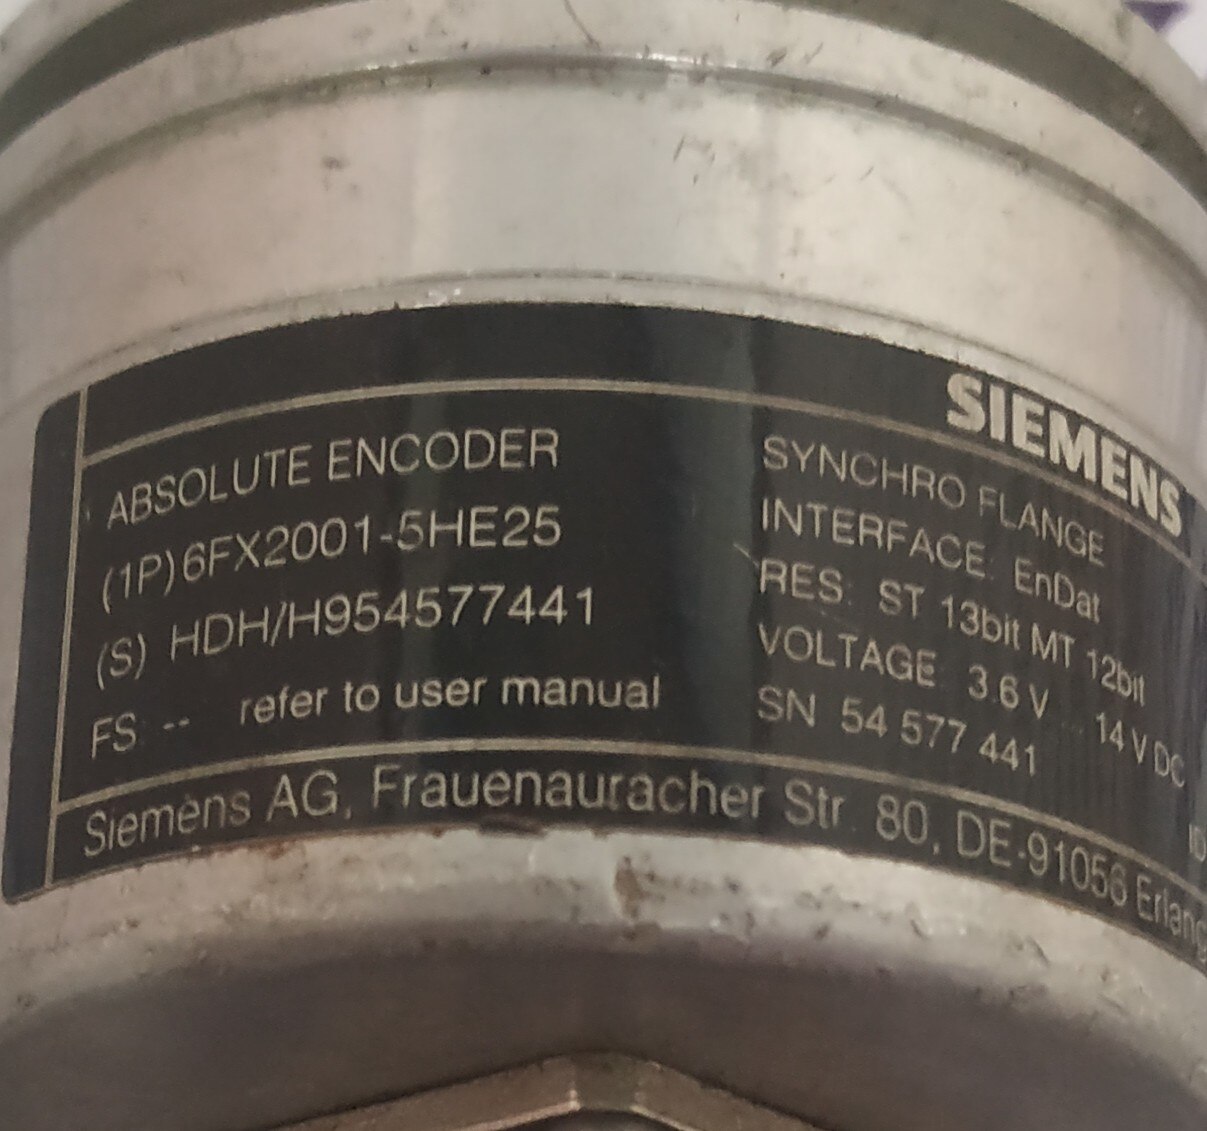 SIEMENS
ABSOLUTE ENCODER
(1P)6FX2001-5HE25
(S) HDH/H954577441
FS: -- refer to user manual
SYNCHRO FLANGE
INTERFACE: EnDat
RES: ST 13bit MT 12bit
VOLTAGE: 3.6 V ... 14 V DC
SN 54 577 441
ID
Siemens AG, Frauenauracher Str. 80, DE-91056 Erlang